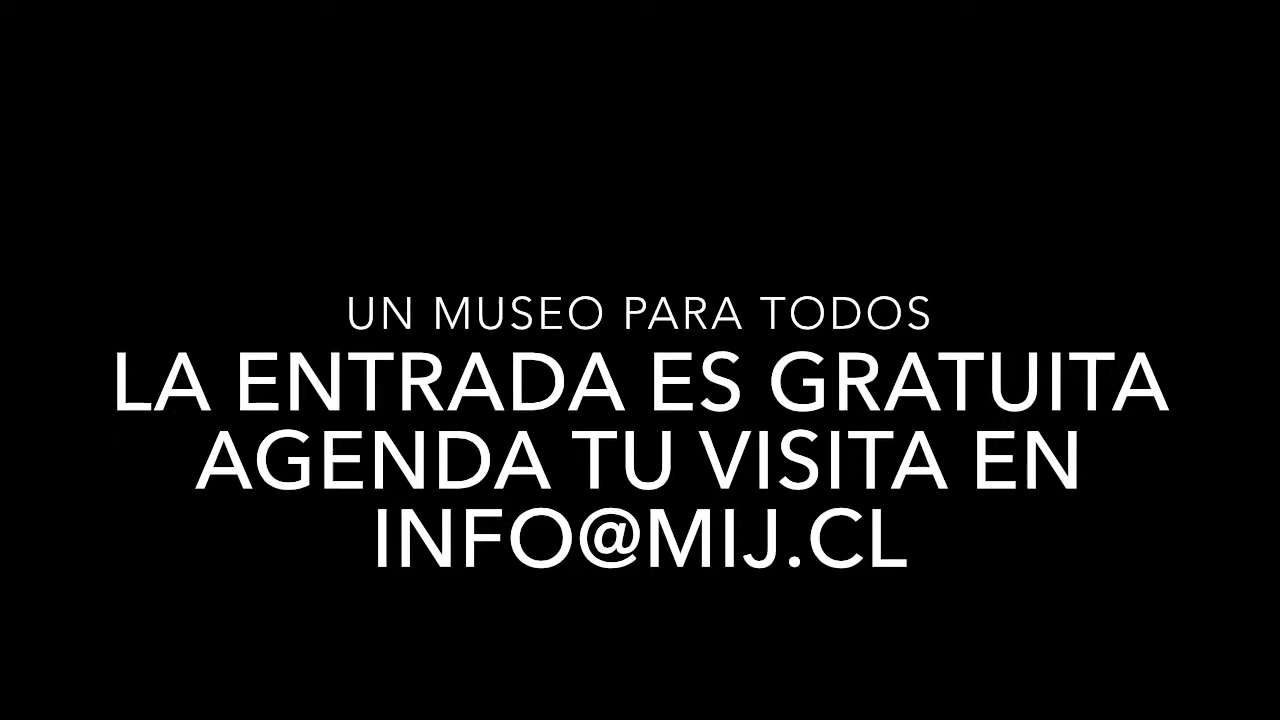 UN MUSEO PARA TODOS
LA ENTRADA ES GRATUITA
AGENDA TU VISITA EN
INFO@MIJ.CL